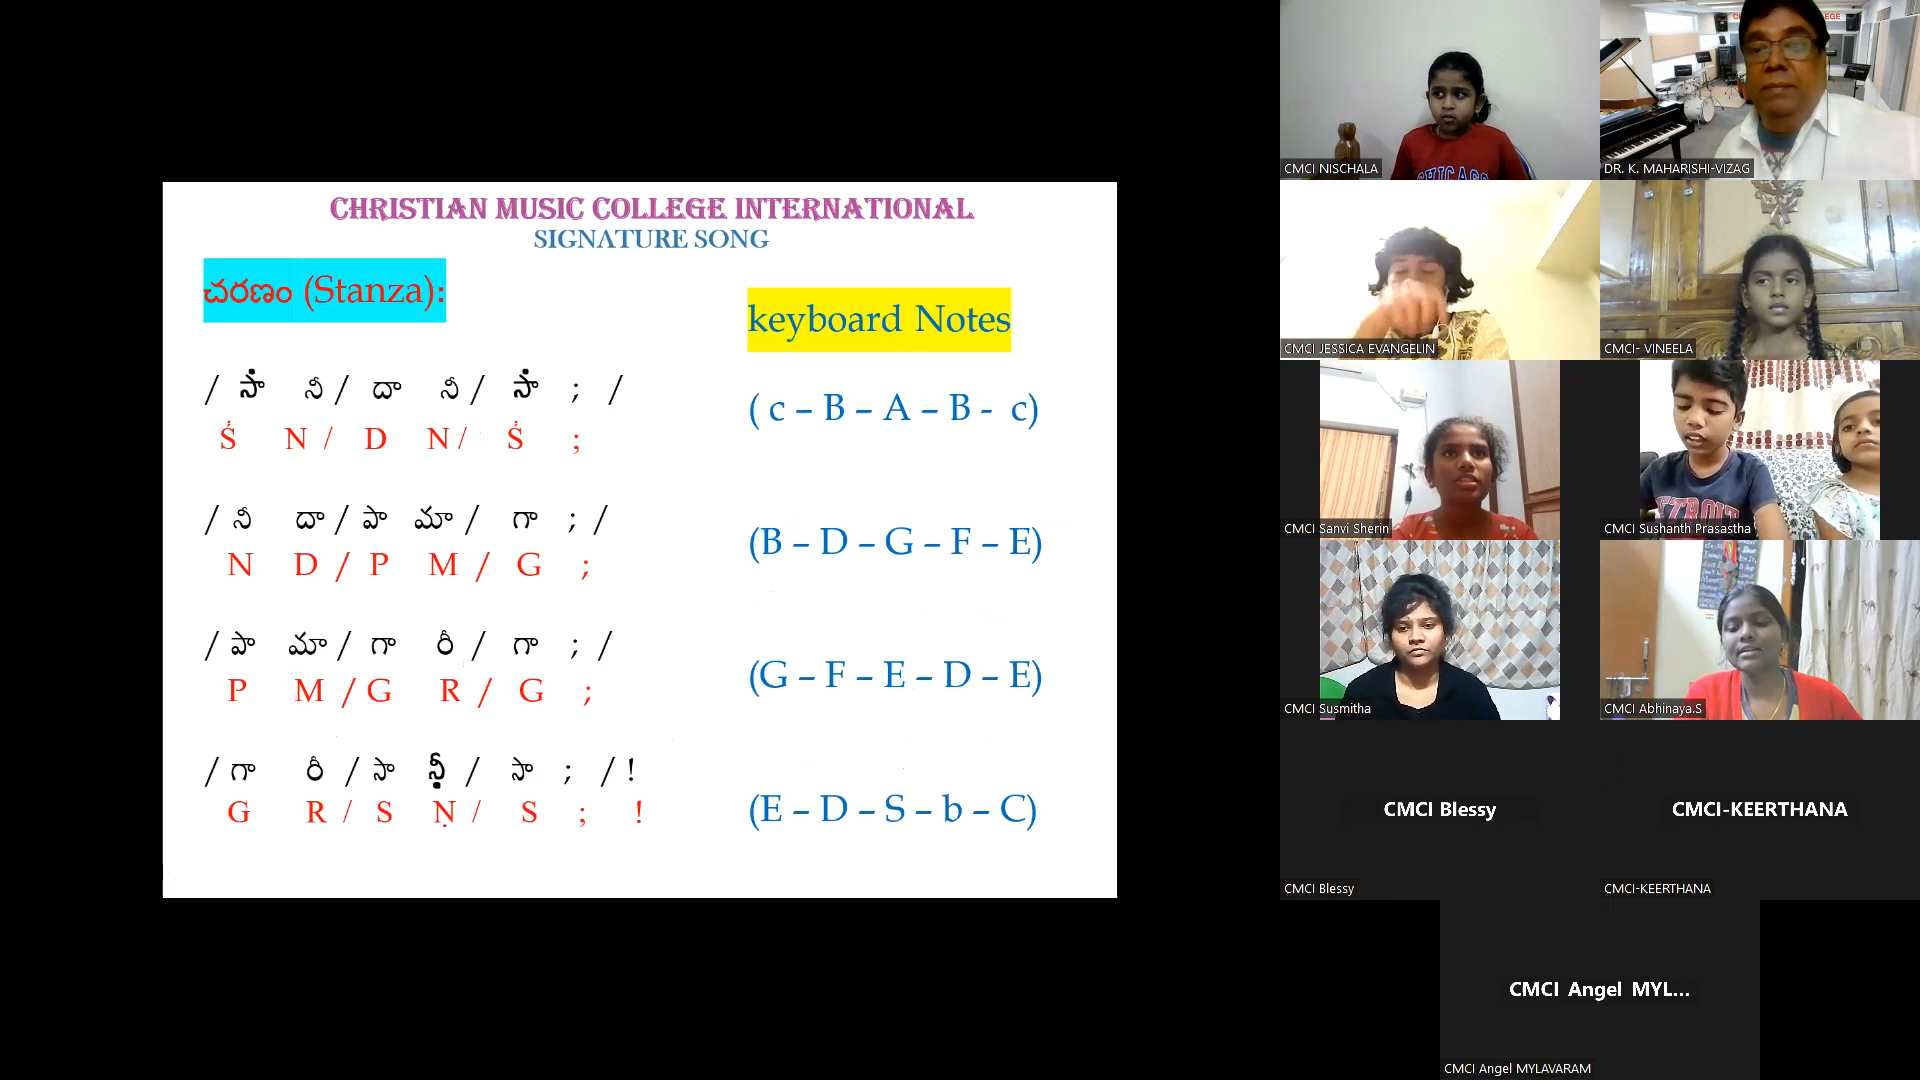 CHRISTIAN MUSIC COLLEGE INTERNATIONAL
SIGNATURE SONG
చరణం (Stanza):
keyboard Notes
/ సా̇ నీ / దా నీ / సా̇ ; /
Ṡ N / D N / Ṡ ;
( c – B – A – B - c)
/ నీ దా / పా మా / గా ; /
N D / P M / G ;
(B – D – G – F – E)
/ పా మా / గా రీ / గా ; /
P M / G R / G ;
(G – F – E – D – E)
/ గా రీ / సా నీ̣ / సా ; / !
G R / S Ṇ / S ; !
(E – D – S – b – C)
CMCI NISCHALA
DR. K. MAHARISHI-VIZAG
CMCI JESSICA EVANGELIN
CMCI- VINEELA
CMCI Sanvi Sherin
CMCI Sushanth Prasastha
CMCI Susmitha
CMCI Abhinaya.S
CMCI Blessy
CMCI-KEERTHANA
CMCI Blessy
CMCI-KEERTHANA
CMCI Angel MYL...
CMCI Angel MYLAVARAM